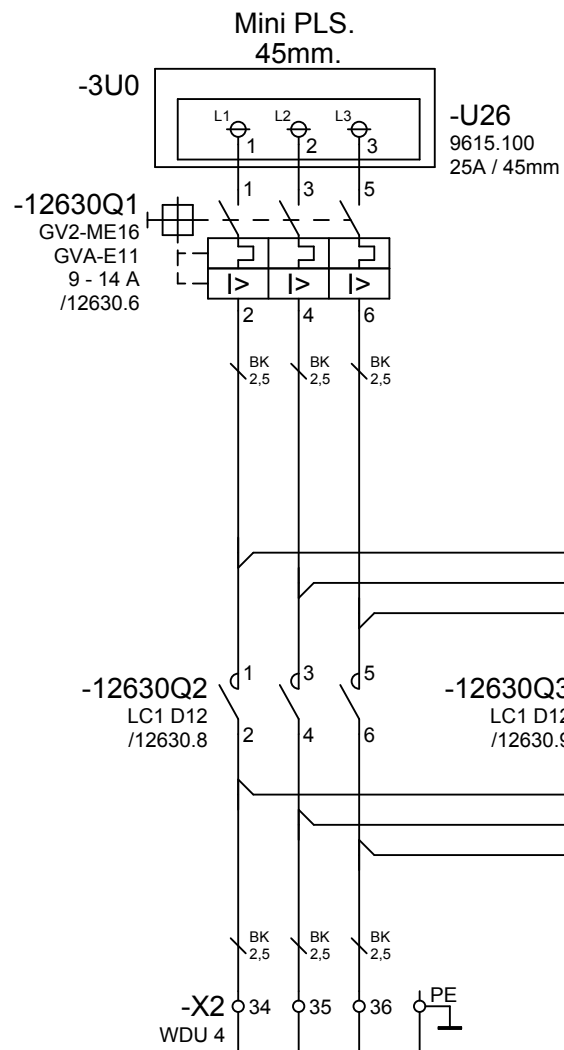 Mini PLS.
45mm.
-3U0
L1 L2 L3
1 2 3
-U26
9615.100
25A / 45mm
1 3 5
-12630Q1
GV2-ME16
GVA-E11
9 - 14 A
/12630.6
I> I> I>
2 4 6
BK BK BK
2,5 2,5 2,5
1 3 5
-12630Q2
LC1 D12
/12630.8
2 4 6
-12630Q3
LC1 D12
/12630.9
BK BK BK
2,5 2,5 2,5
-X2 34 35 36 PE
WDU 4